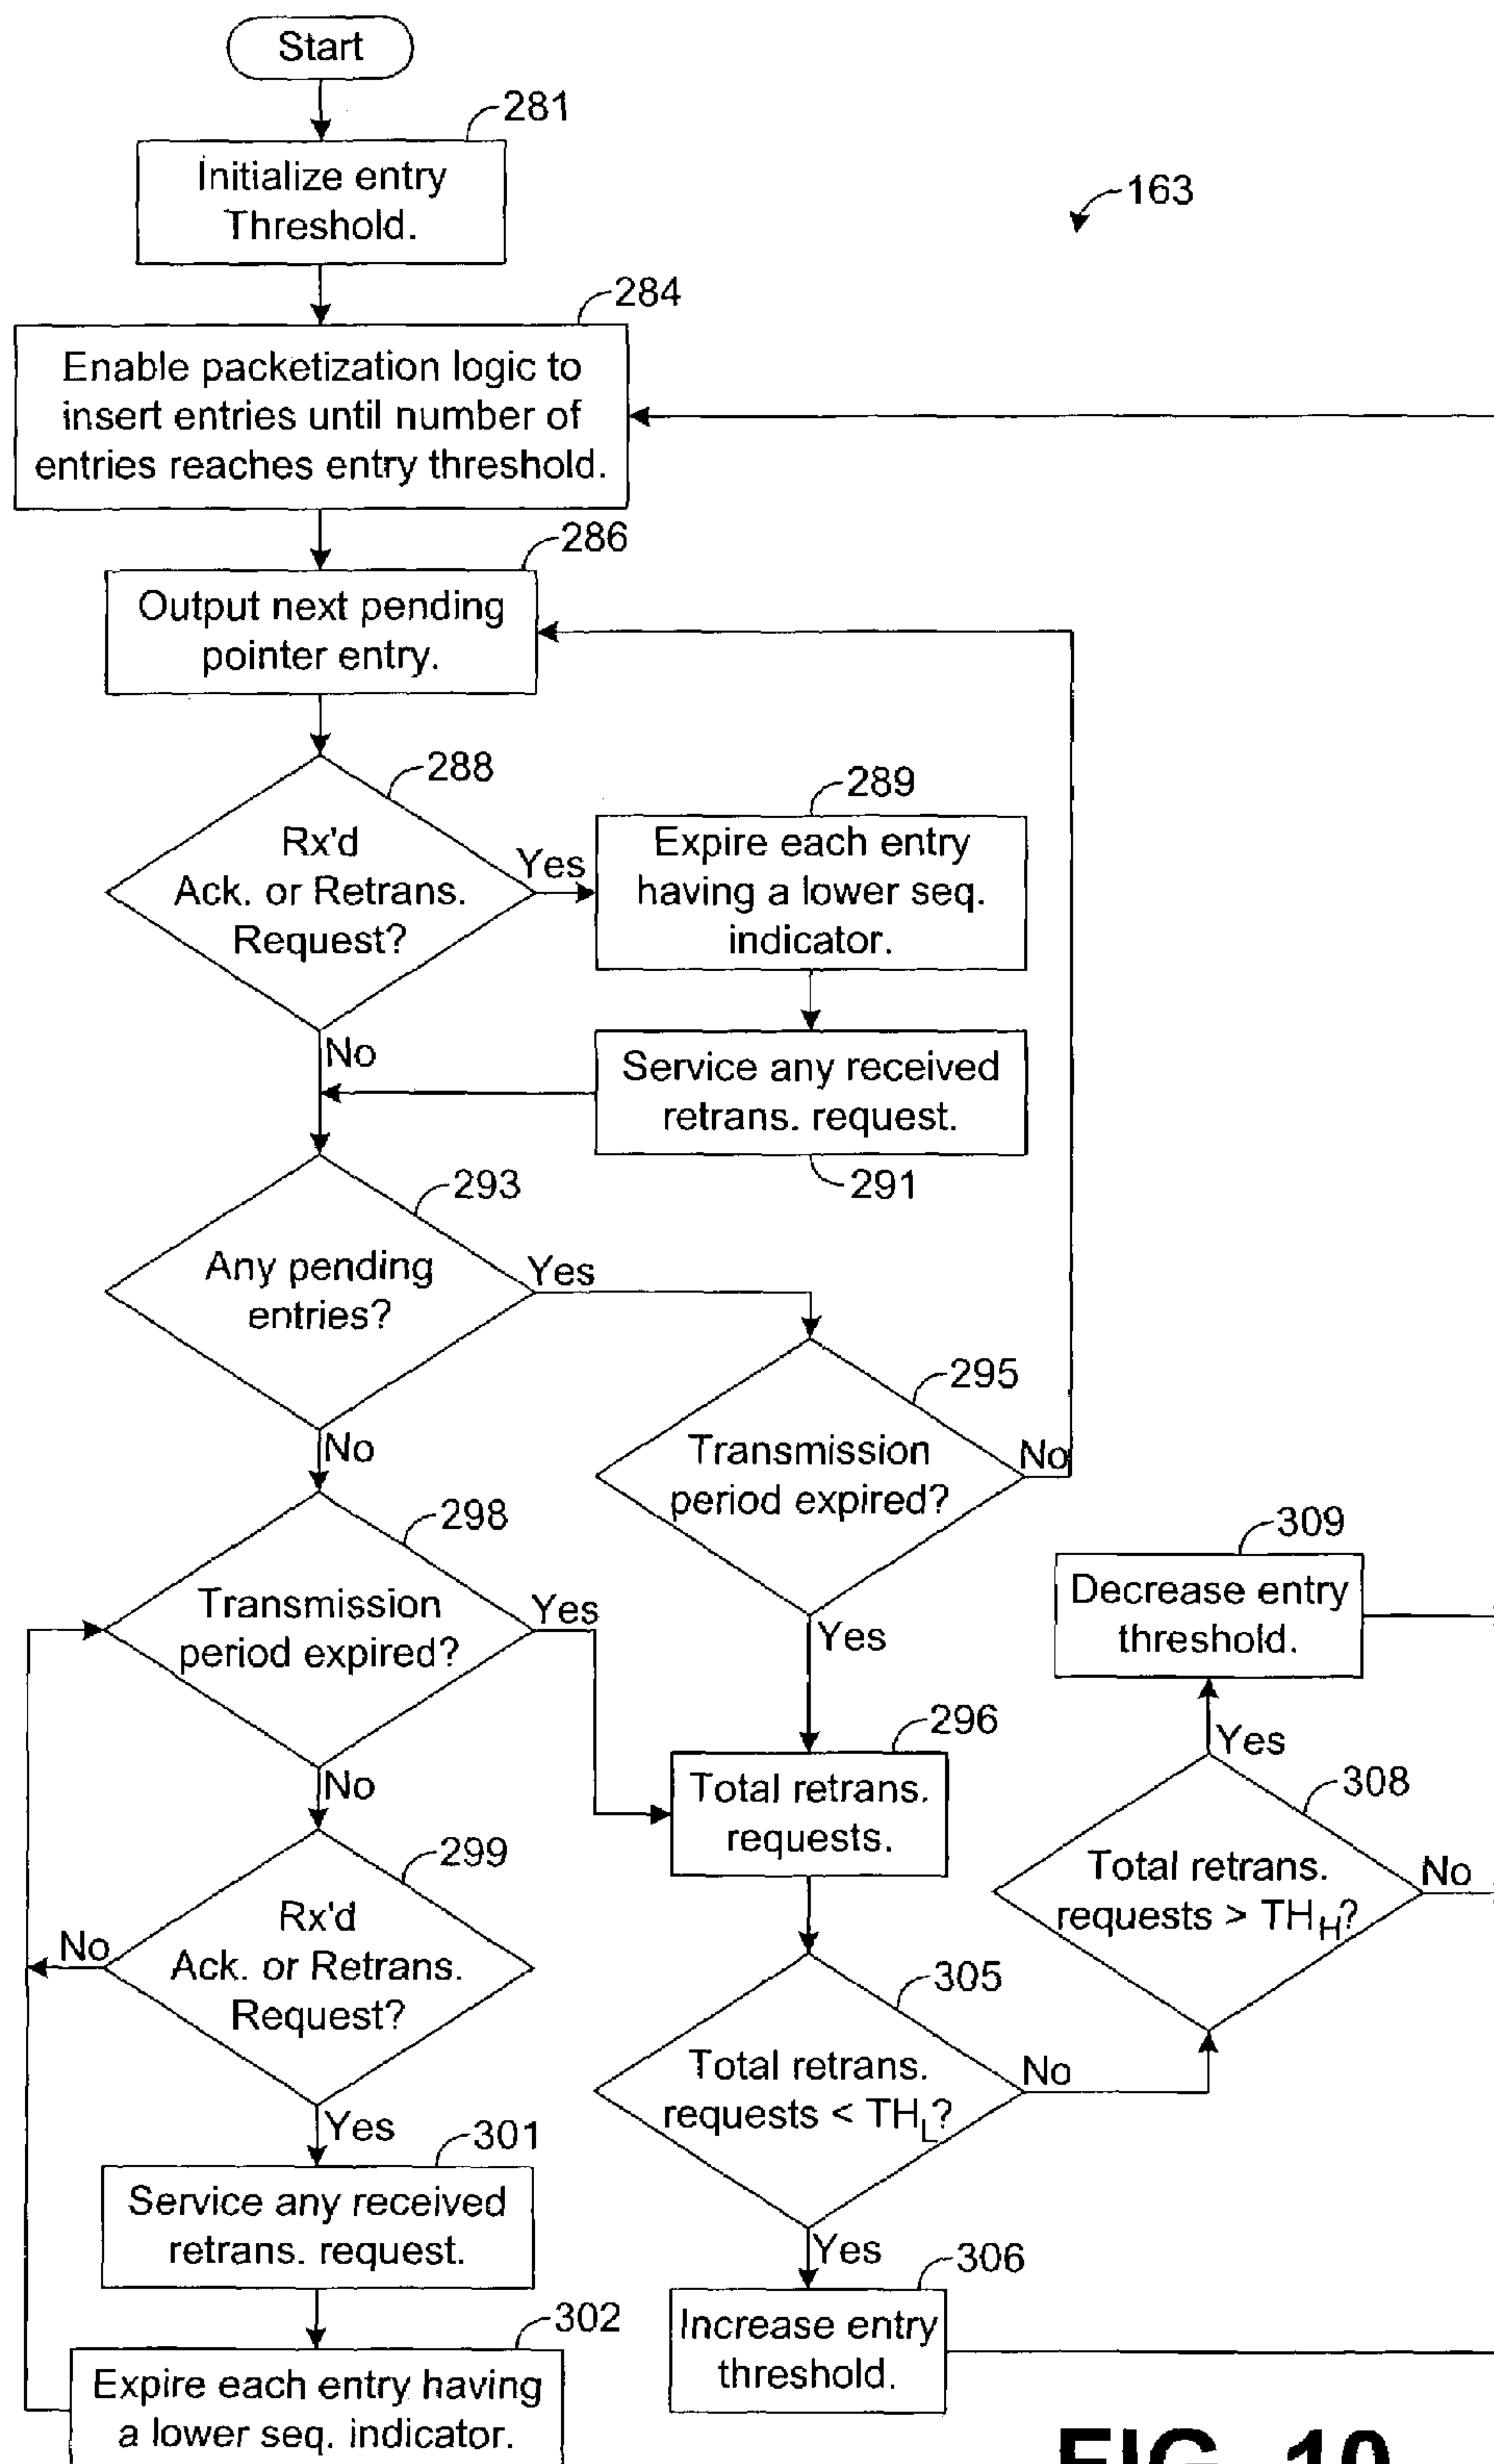 Start
281
Initialize entry
Threshold.
163
284
Enable packetization logic to
insert entries until number of
entries reaches entry threshold.
286
Output next pending
pointer entry.
288
Rx'd
Ack. or Retrans.
Request?
Yes
289
Expire each entry
having a lower seq.
indicator.
No
Service any received
retrans. request.
291
293
Any pending
entries?
Yes
No
295
Transmission
period expired?
No
Yes
298
Transmission
period expired?
Yes
No
296
Total retrans.
requests.
309
Decrease entry
threshold.
Yes
308
Total retrans.
requests > THH?
No
299
Rx'd
Ack. or Retrans.
Request?
No
Yes
305
Total retrans.
requests < THL?
No
Yes
301
Service any received
retrans. request.
306
Increase entry
threshold.
302
Expire each entry having
a lower seq. indicator.
FIG. 10